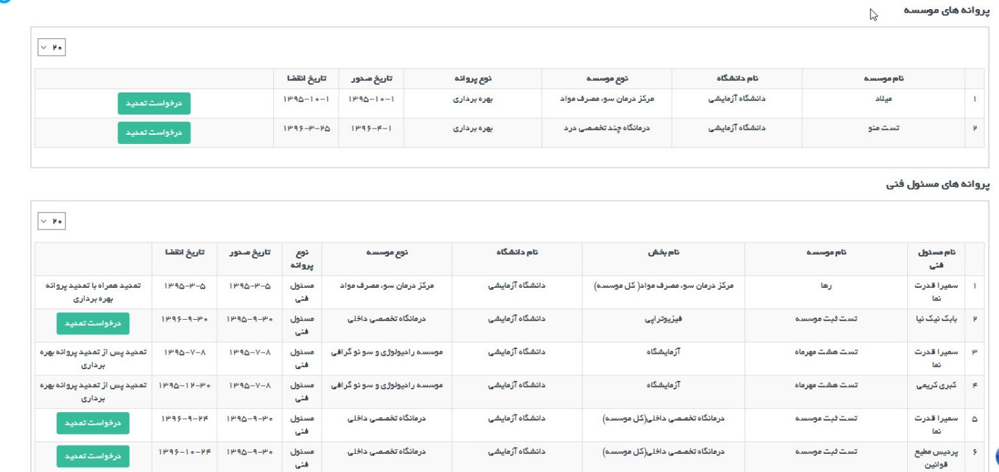 پروانه های موسسه
۲۰
نام موسسه نام دانشگاه نوع موسسه نوع پروانه تاریخ صدور تاریخ انقضا
۱ میلاد دانشگاه آزمایشی مرکز درمان سوء مصرف مواد بهره برداری ۱۳۹۵-۱۰-۱ ۱۳۹۵-۱۰-۱ درخواست تمدید
۲ تست منو دانشگاه آزمایشی درمانگاه چند تخصصی درد بهره برداری ۱۳۹۶-۴-۱ ۱۳۹۶-۳-۲۵ درخواست تمدید
پروانه های مسئول فنی
۲۰
نام مسئول فنی نام موسسه نام بخش نام دانشگاه نوع موسسه نوع پروانه تاریخ صدور تاریخ انقضا
۱ سمیرا قدرت نما رها مرکز درمان سوء مصرف مواد( کل موسسه) دانشگاه آزمایشی مرکز درمان سوء مصرف مواد مسئول فنی ۱۳۹۵-۳-۵ ۱۳۹۵-۳-۵ تمدید همراه با تمدید پروانه بهره برداری
۲ بابک نیک نیا تست ثبت موسسه فیزیوتراپی دانشگاه آزمایشی درمانگاه تخصصی داخلی مسئول فنی ۱۳۹۵-۹-۳۰ ۱۳۹۶-۹-۳۰ درخواست تمدید
۳ سمیرا قدرت نما تست هشت مهرماه آزمایشگاه دانشگاه آزمایشی موسسه رادیولوژی و سونوگرافی مسئول فنی ۱۳۹۵-۷-۸ ۱۳۹۵-۷-۸ تمدید پس از تمدید پروانه بهره برداری
۴ کبری کریمی تست هشت مهرماه آزمایشگاه دانشگاه آزمایشی موسسه رادیولوژی و سونوگرافی مسئول فنی ۱۳۹۵-۷-۸ ۱۳۹۵-۱۲-۳۰ تمدید پس از تمدید پروانه بهره برداری
۵ سمیرا قدرت نما تست ثبت موسسه درمانگاه تخصصی داخلی(کل موسسه) دانشگاه آزمایشی درمانگاه تخصصی داخلی مسئول فنی ۱۳۹۵-۹-۳۰ ۱۳۹۶-۹-۲۴ درخواست تمدید
۶ پردیس مطیع قوانین تست ثبت موسسه درمانگاه تخصصی داخلی(کل موسسه) دانشگاه آزمایشی درمانگاه تخصصی داخلی مسئول فنی ۱۳۹۵-۹-۳۰ ۱۳۹۶-۱۰-۲۴ درخواست تمدید